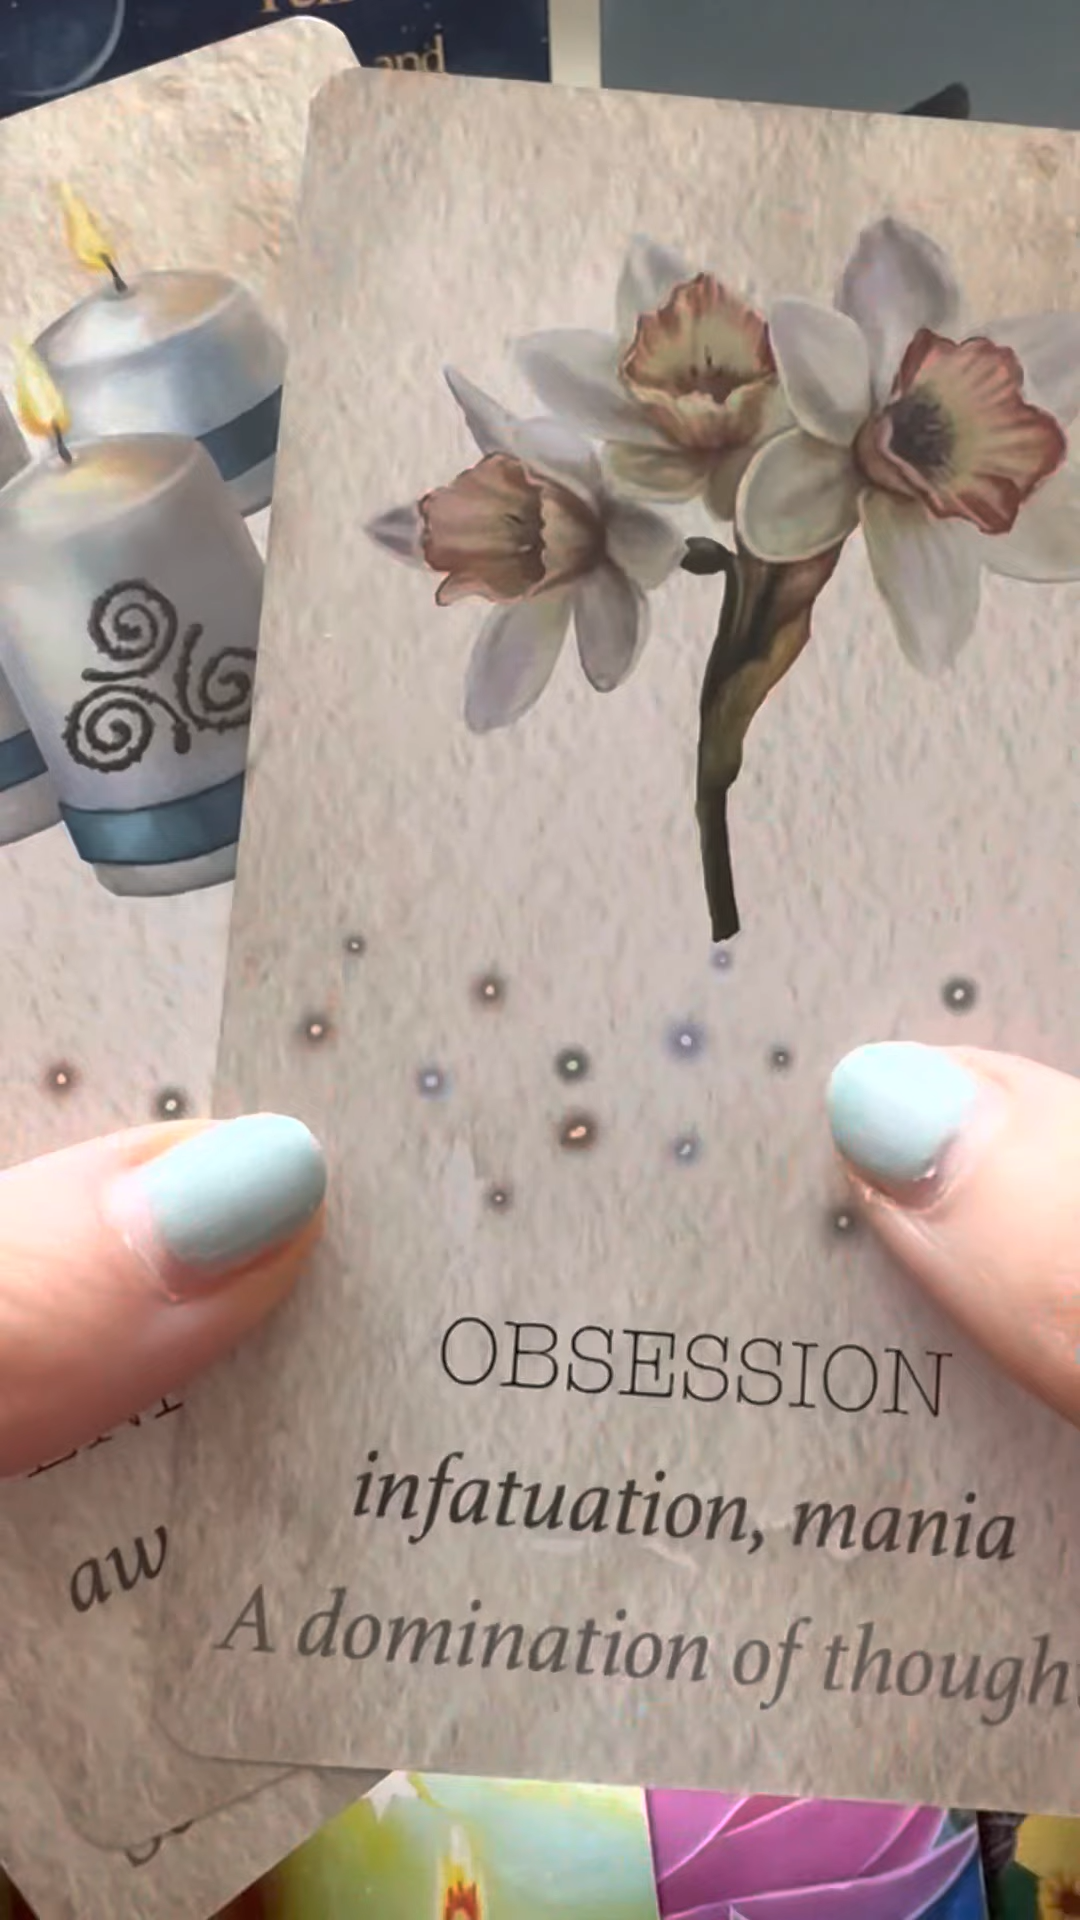 and
OBSESSION
infatuation, mania
aw
A domination of though